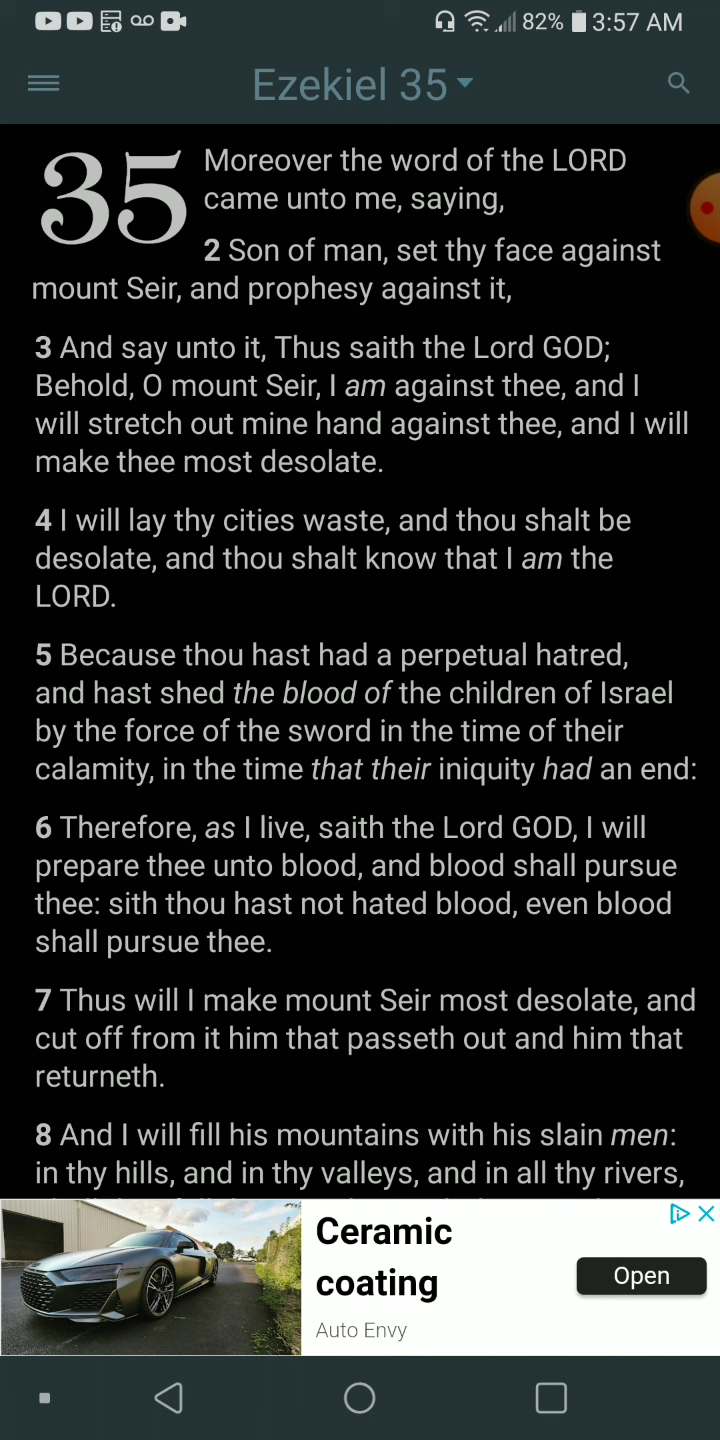 82% 3:57 AM
Ezekiel 35
35 Moreover the word of the LORD
came unto me, saying,
2 Son of man, set thy face against
mount Seir, and prophesy against it,
3 And say unto it, Thus saith the Lord GOD;
Behold, O mount Seir, I am against thee, and I
will stretch out mine hand against thee, and I will
make thee most desolate.
4 I will lay thy cities waste, and thou shalt be
desolate, and thou shalt know that I am the
LORD.
5 Because thou hast had a perpetual hatred,
and hast shed the blood of the children of Israel
by the force of the sword in the time of their
calamity, in the time that their iniquity had an end:
6 Therefore, as I live, saith the Lord GOD, I will
prepare thee unto blood, and blood shall pursue
thee: sith thou hast not hated blood, even blood
shall pursue thee.
7 Thus will I make mount Seir most desolate, and
cut off from it him that passeth out and him that
returneth.
8 And I will fill his mountains with his slain men:
in thy hills, and in thy valleys, and in all thy rivers,
Ceramic
coating
Open
Auto Envy